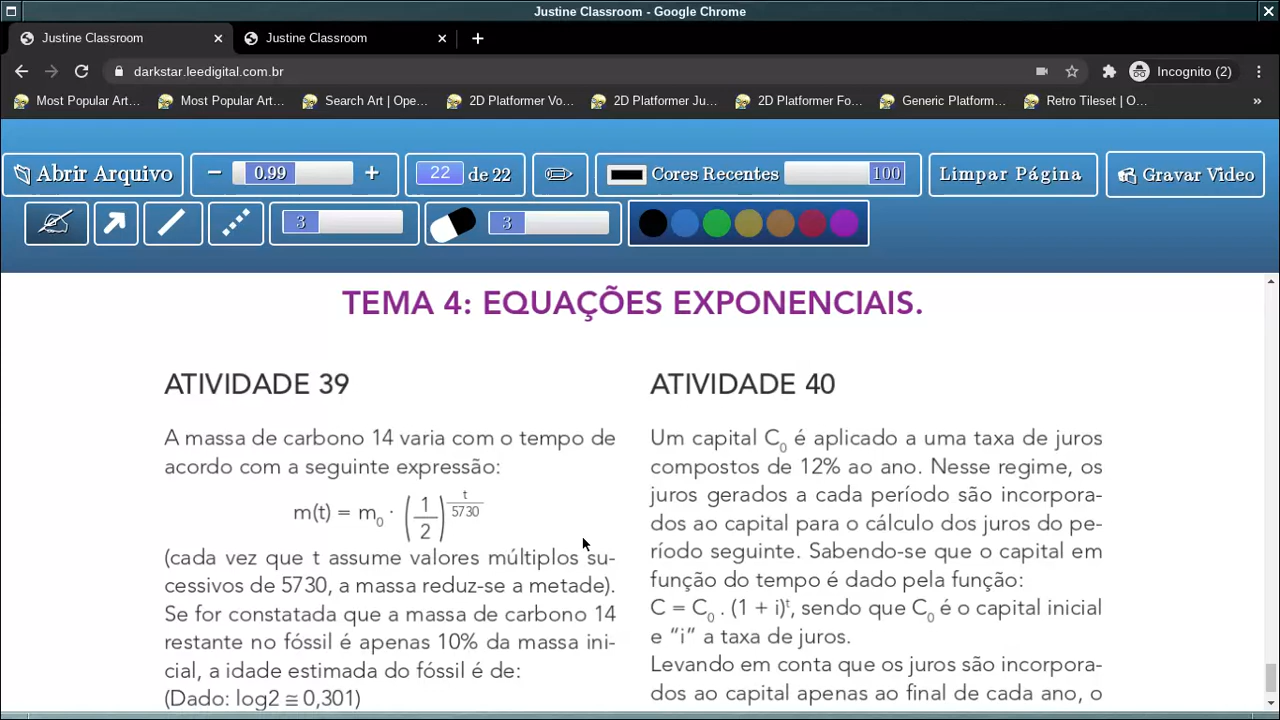 Justine Classroom - Google Chrome
Justine Classroom
Justine Classroom
darkstar.leedigital.com.br
Incognito (2)
Most Popular Art…
Most Popular Art…
Search Art | Ope…
2D Platformer Vo…
2D Platformer Ju…
2D Platformer Fo…
Generic Platform…
Retro Tileset | O…
»
Abrir Arquivo
− 0.99 +
22 de 22
Cores Recentes 100
Limpar Página
Gravar Video
3
3
TEMA 4: EQUAÇÕES EXPONENCIAIS.
ATIVIDADE 39
A massa de carbono 14 varia com o tempo de
acordo com a seguinte expressão:
m(t) = m₀ · (1/2)^(t/5730)
(cada vez que t assume valores múltiplos su-
cessivos de 5730, a massa reduz-se a metade).
Se for constatada que a massa de carbono 14
restante no fóssil é apenas 10% da massa ini-
cial, a idade estimada do fóssil é de:
(Dado: log2 ≅ 0,301)
ATIVIDADE 40
Um capital C₀ é aplicado a uma taxa de juros
compostos de 12% ao ano. Nesse regime, os
juros gerados a cada período são incorpora-
dos ao capital para o cálculo dos juros do pe-
ríodo seguinte. Sabendo-se que o capital em
função do tempo é dado pela função:
C = C₀ . (1 + i)ᵗ, sendo que C₀ é o capital inicial
e “i” a taxa de juros.
Levando em conta que os juros são incorpora-
dos ao capital apenas ao final de cada ano, o